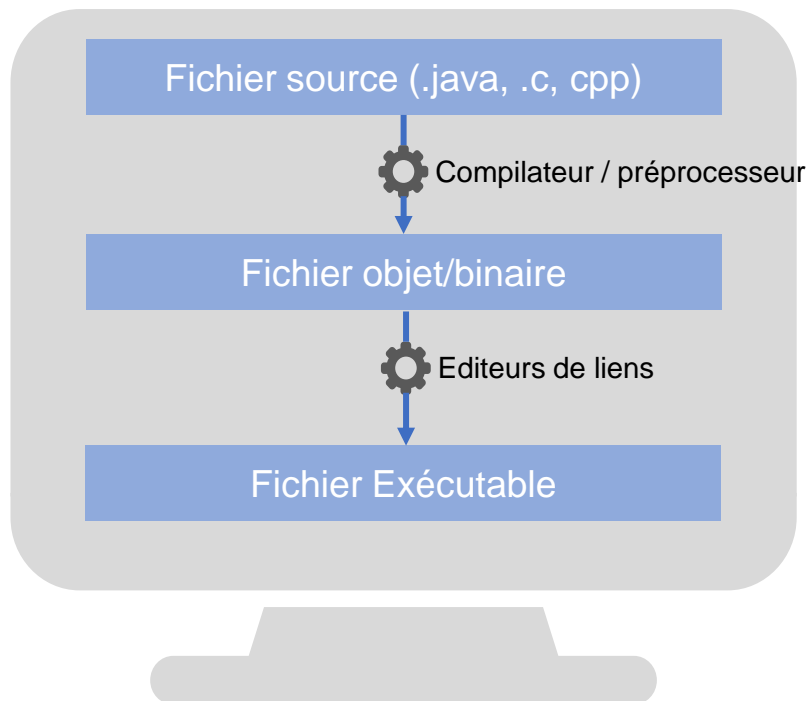 Fichier source (.java, .c, cpp)
Compilateur / préprocesseur
Fichier objet/binaire
Editeurs de liens
Fichier Exécutable